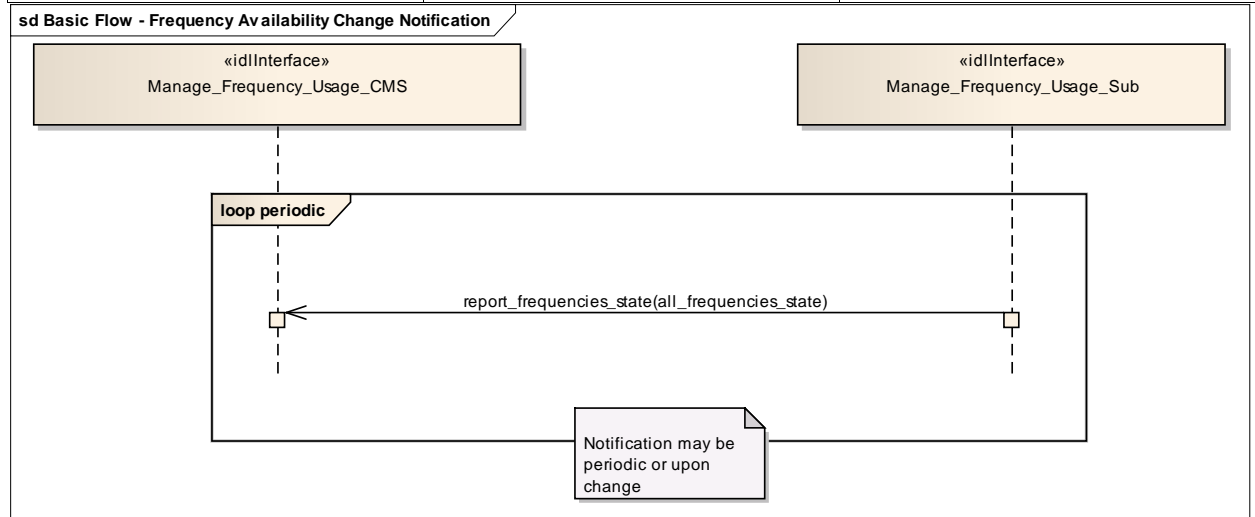 sd Basic Flow - Frequency Availability Change Notification
«idlInterface»
Manage_Frequency_Usage_CMS
«idlInterface»
Manage_Frequency_Usage_Sub
loop periodic
report_frequencies_state(all_frequencies_state)
Notification may be
periodic or upon
change